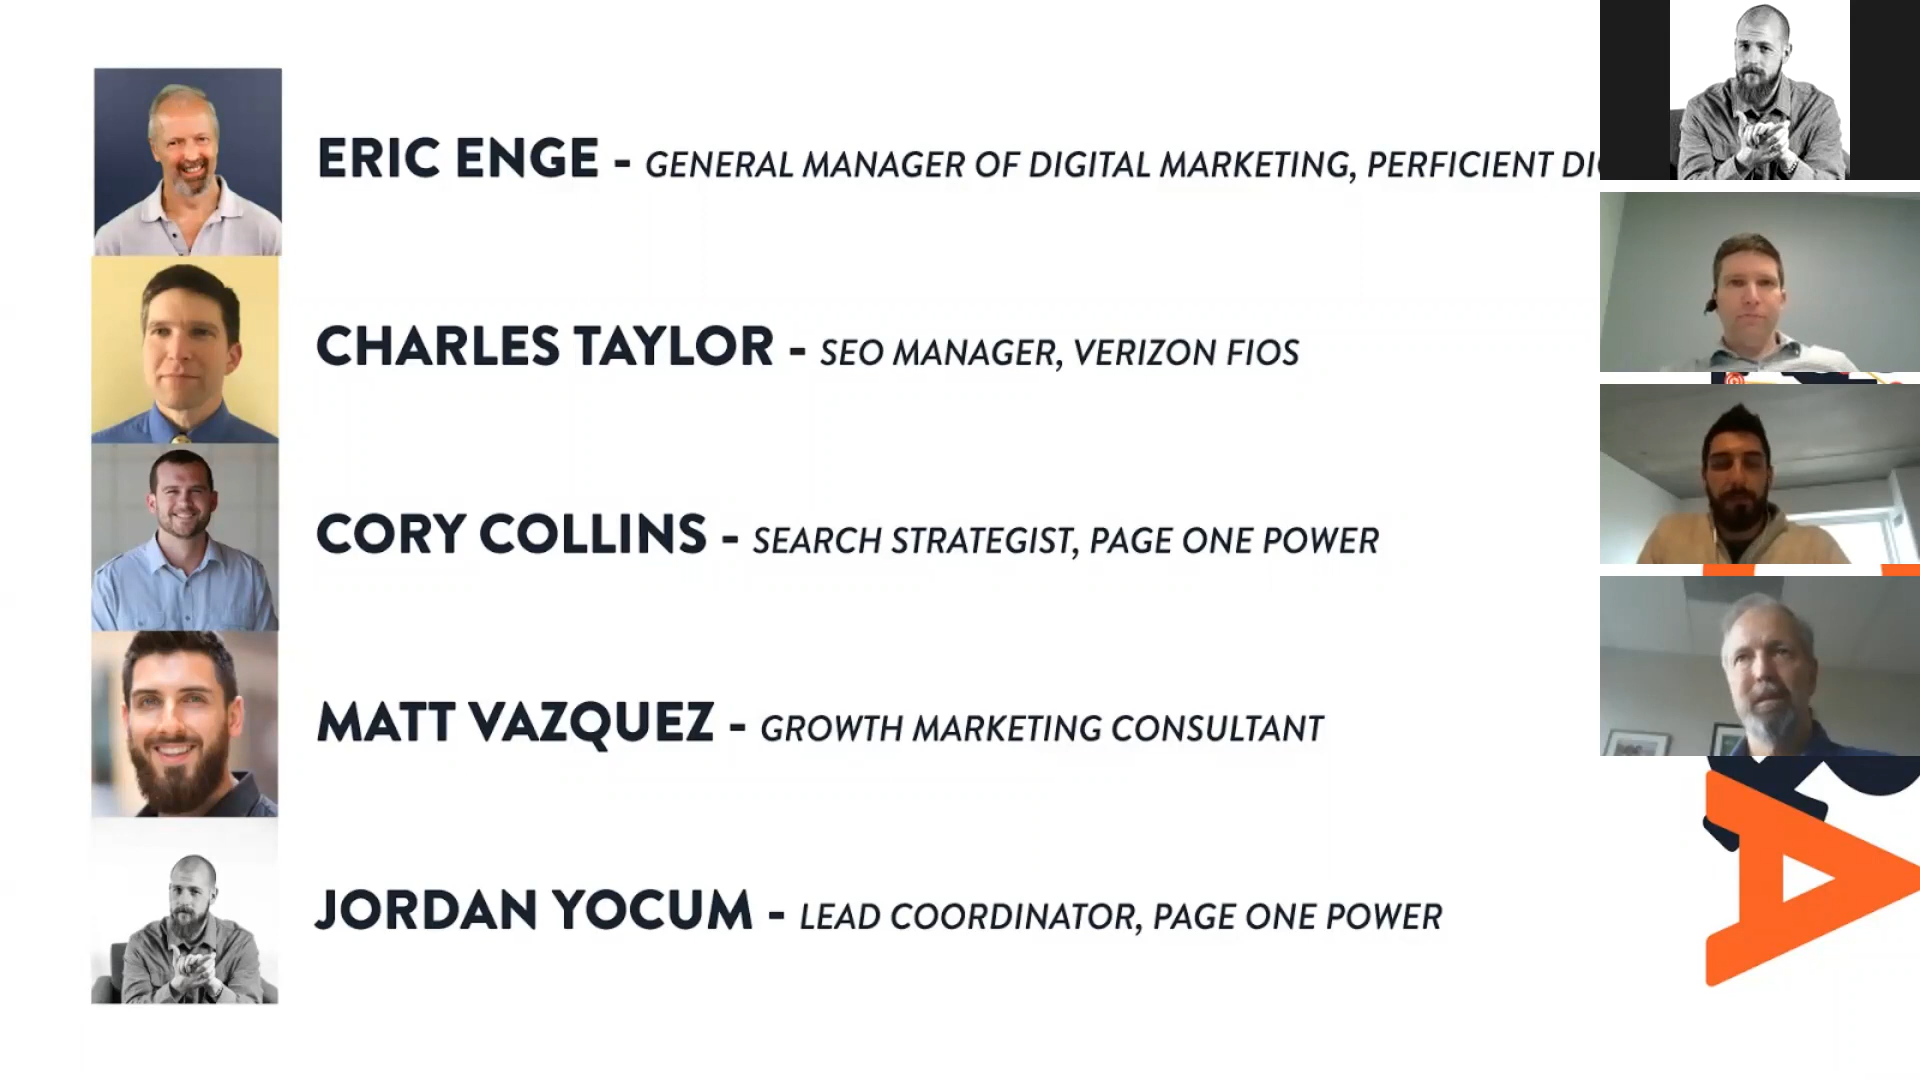 ERIC ENGE - GENERAL MANAGER OF DIGITAL MARKETING, PERFICIENT
CHARLES TAYLOR - SEO MANAGER, VERIZON FIOS
CORY COLLINS - SEARCH STRATEGIST, PAGE ONE POWER
MATT VAZQUEZ - GROWTH MARKETING CONSULTANT
JORDAN YOCUM - LEAD COORDINATOR, PAGE ONE POWER